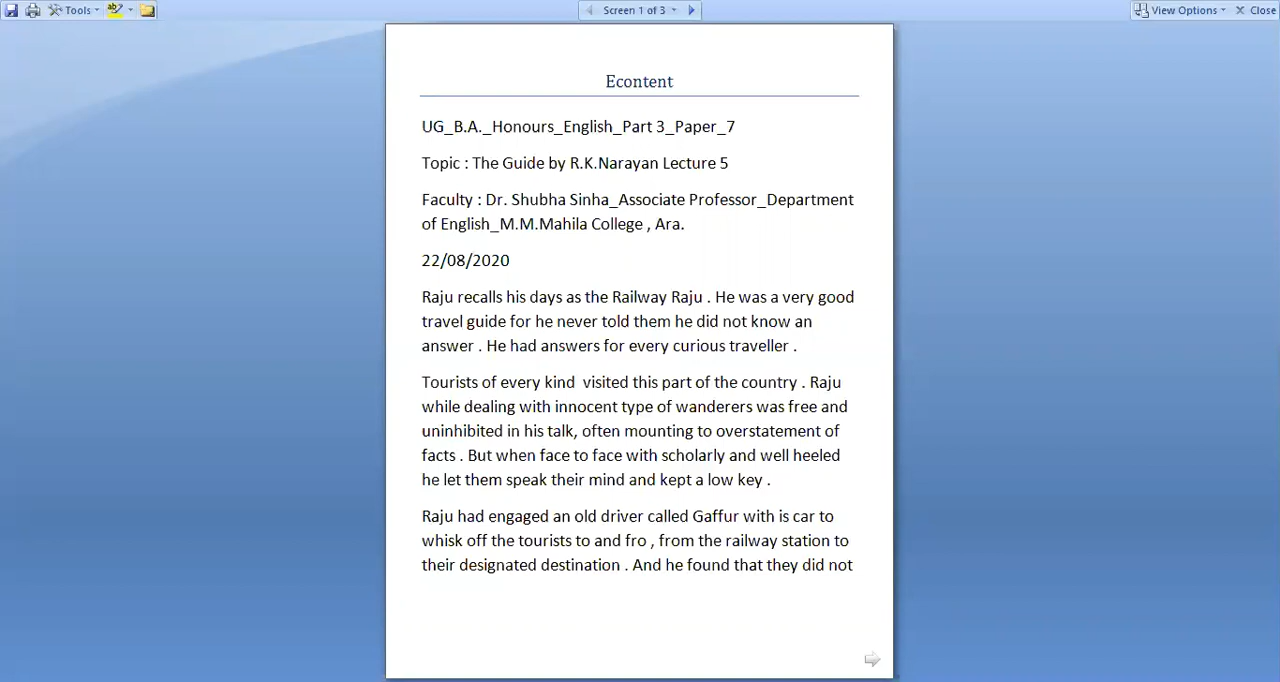 Tools
Screen 1 of 3
View Options
Close
Econtent
UG_B.A._Honours_English_Part 3_Paper_7
Topic : The Guide by R.K.Narayan Lecture 5
Faculty : Dr. Shubha Sinha_Associate Professor_Department
of English_M.M.Mahila College , Ara.
22/08/2020
Raju recalls his days as the Railway Raju . He was a very good
travel guide for he never told them he did not know an
answer . He had answers for every curious traveller .
Tourists of every kind  visited this part of the country . Raju
while dealing with innocent type of wanderers was free and
uninhibited in his talk, often mounting to overstatement of
facts . But when face to face with scholarly and well heeled
he let them speak their mind and kept a low key .
Raju had engaged an old driver called Gaffur with is car to
whisk off the tourists to and fro , from the railway station to
their designated destination . And he found that they did not